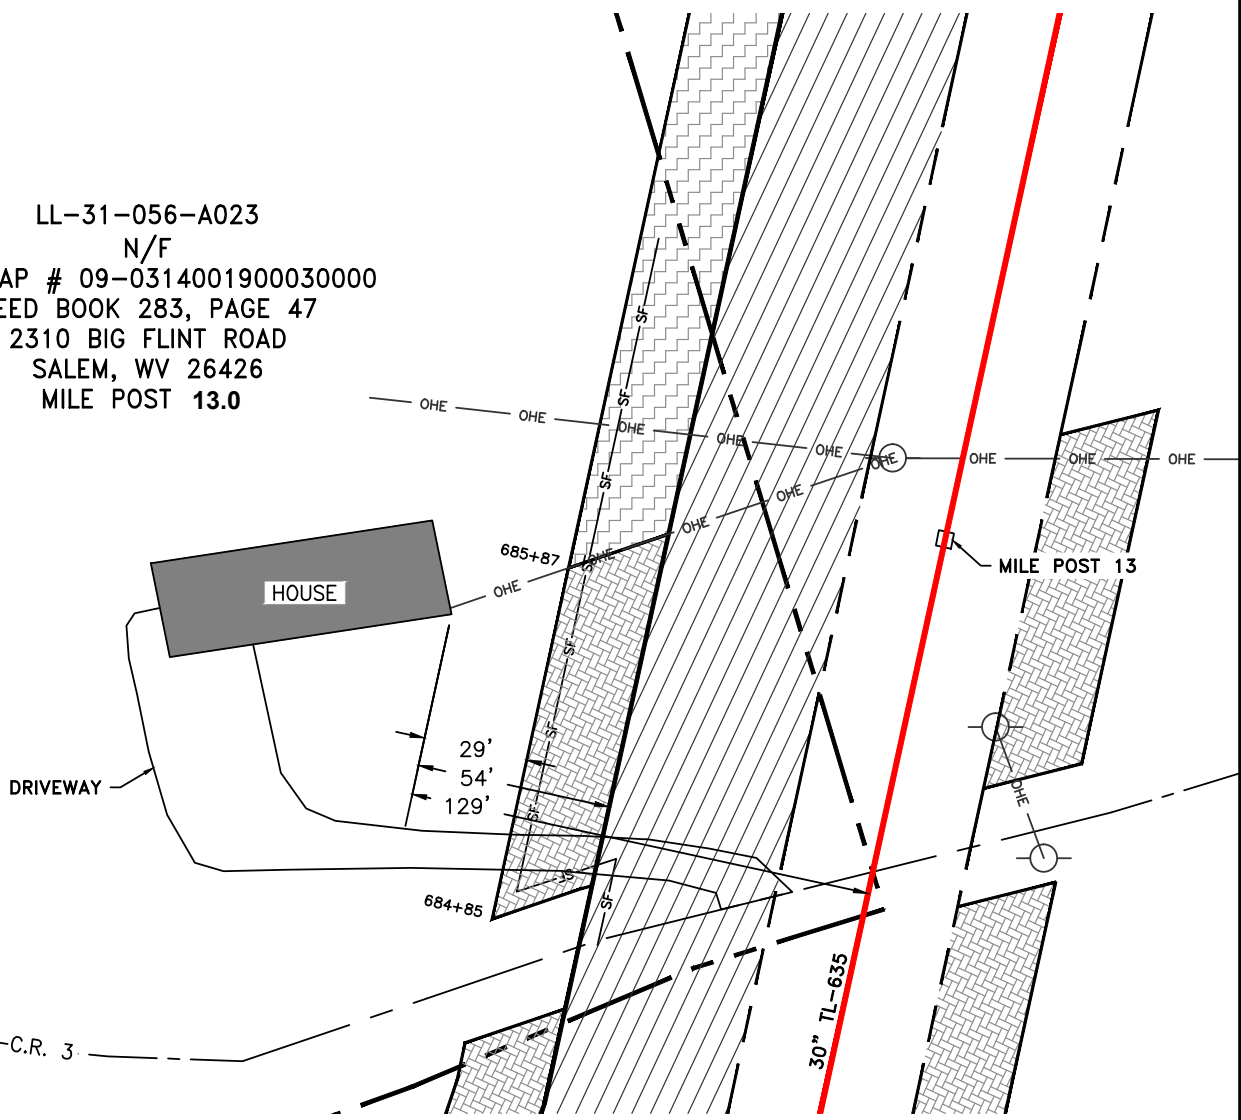 LL-31-056-A023
N/F
AP # 09-0314001900030000
EED BOOK 283, PAGE 47
2310 BIG FLINT ROAD
SALEM, WV 26426
MILE POST 13.0
OHE OHE OHE OHE OHE OHE OHE OHE OHE
OHE
OHE
OHE
OHE
SF
SF
SF
SF
SF
SF
SF
SF
SF
685+87
HOUSE
MILE POST 13
29'
54'
129'
DRIVEWAY
OHE
684+85
30" TL-635
C.R. 3